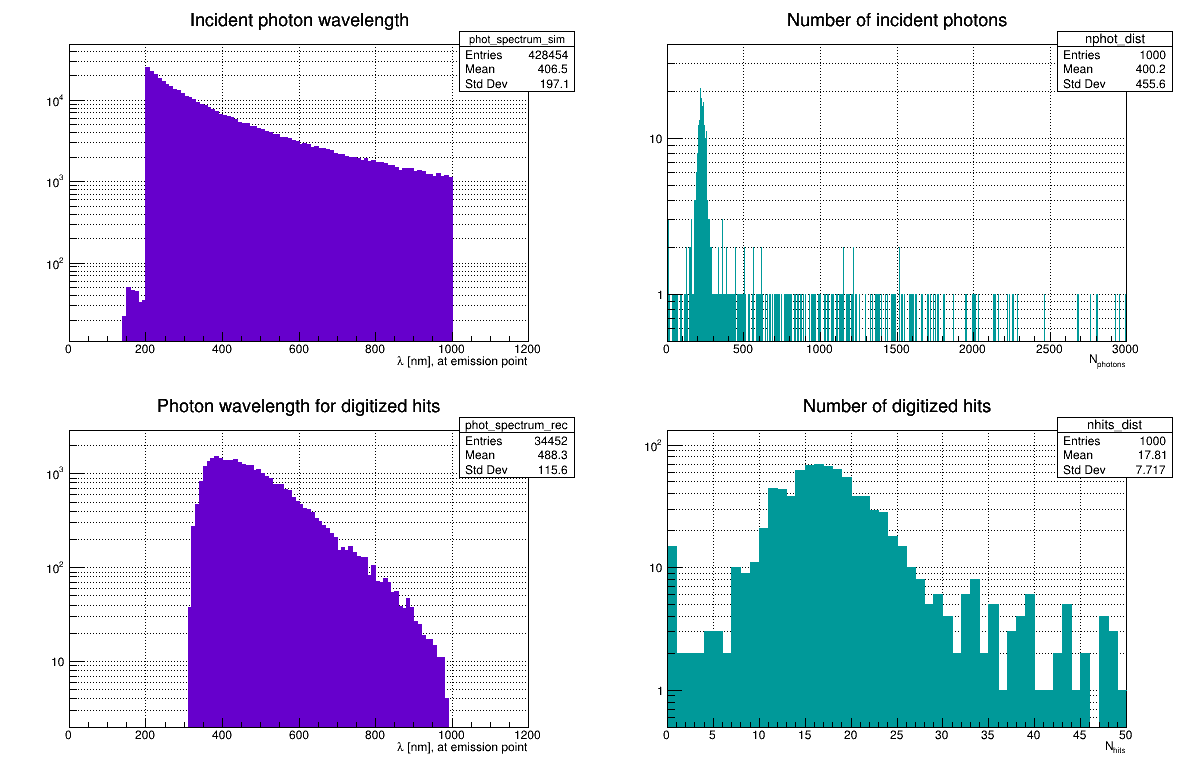 Incident photon wavelength
phot_spectrum_sim
Entries 428454
Mean 406.5
Std Dev 197.1
10^4
10^3
10^2
0 200 400 600 800 1000 1200
λ [nm], at emission point
Number of incident photons
nphot_dist
Entries 1000
Mean 400.2
Std Dev 455.6
10
1
0 500 1000 1500 2000 2500 3000
N_photons
Photon wavelength for digitized hits
phot_spectrum_rec
Entries 34452
Mean 488.3
Std Dev 115.6
10^3
10^2
10
0 200 400 600 800 1000 1200
λ [nm], at emission point
Number of digitized hits
nhits_dist
Entries 1000
Mean 17.81
Std Dev 7.717
10^2
10
1
0 5 10 15 20 25 30 35 40 45 50
N_hits